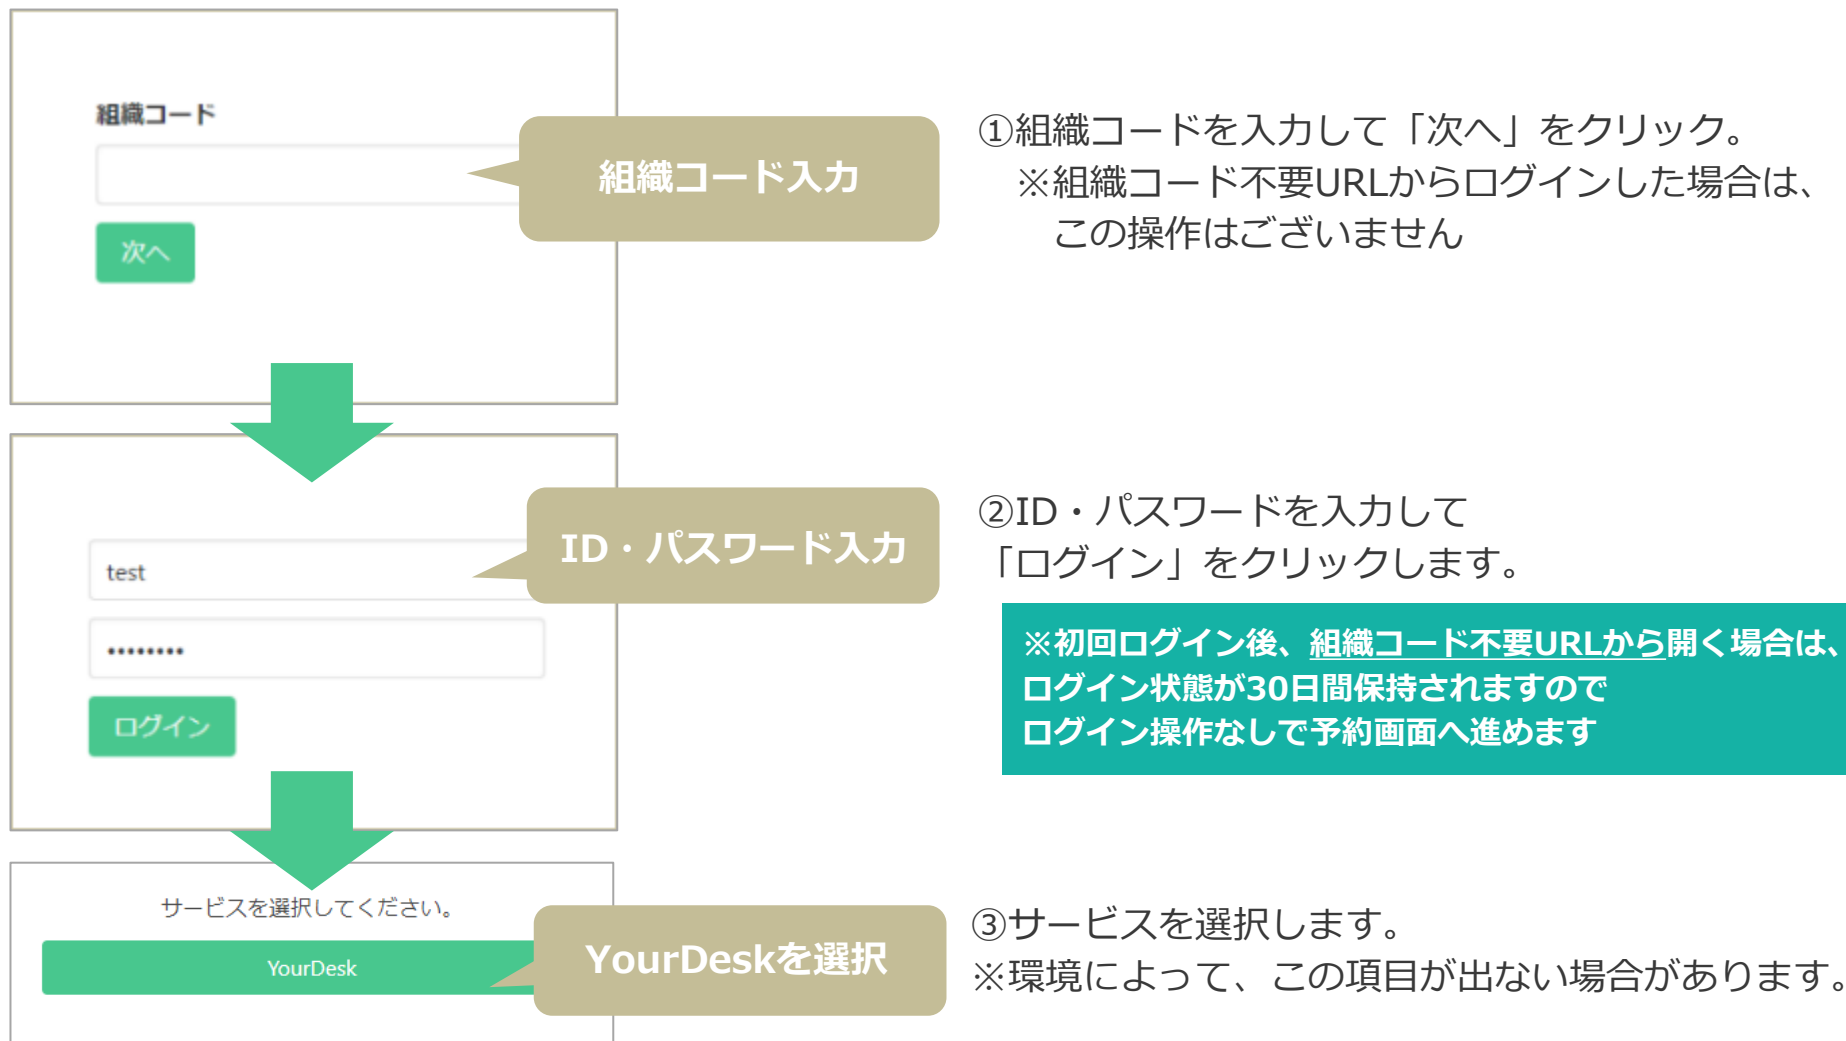 組織コード
次へ
組織コード入力
①組織コードを入力して「次へ」をクリック。
※組織コード不要URLからログインした場合は、
この操作はございません
test
••••••••
ログイン
ID・パスワード入力
②ID・パスワードを入力して
「ログイン」をクリックします。
※初回ログイン後、組織コード不要URLから開く場合は、
ログイン状態が30日間保持されますので
ログイン操作なしで予約画面へ進めます
サービスを選択してください。
YourDesk
YourDeskを選択
③サービスを選択します。
※環境によって、この項目が出ない場合があります。